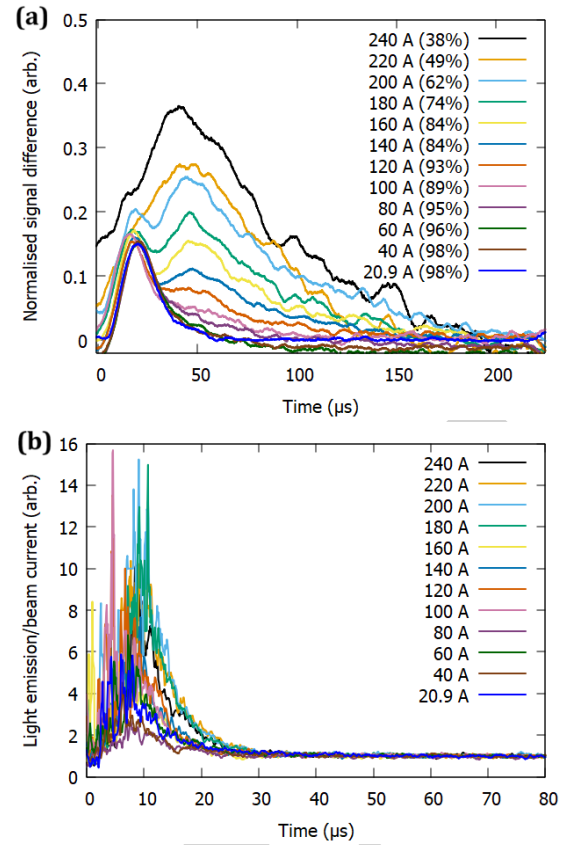 (a)
0.5
0.4
0.3
0.2
0.1
0
Normalised signal difference (arb.)
240 A (38%)
220 A (49%)
200 A (62%)
180 A (74%)
160 A (84%)
140 A (84%)
120 A (93%)
100 A (89%)
80 A (95%)
60 A (96%)
40 A (98%)
20.9 A (98%)
0 50 100 150 200
Time (µs)
(b)
16
14
12
10
8
6
4
2
0
Light emission/beam current (arb.)
240 A
220 A
200 A
180 A
160 A
140 A
120 A
100 A
80 A
60 A
40 A
20.9 A
0 10 20 30 40 50 60 70 80
Time (µs)